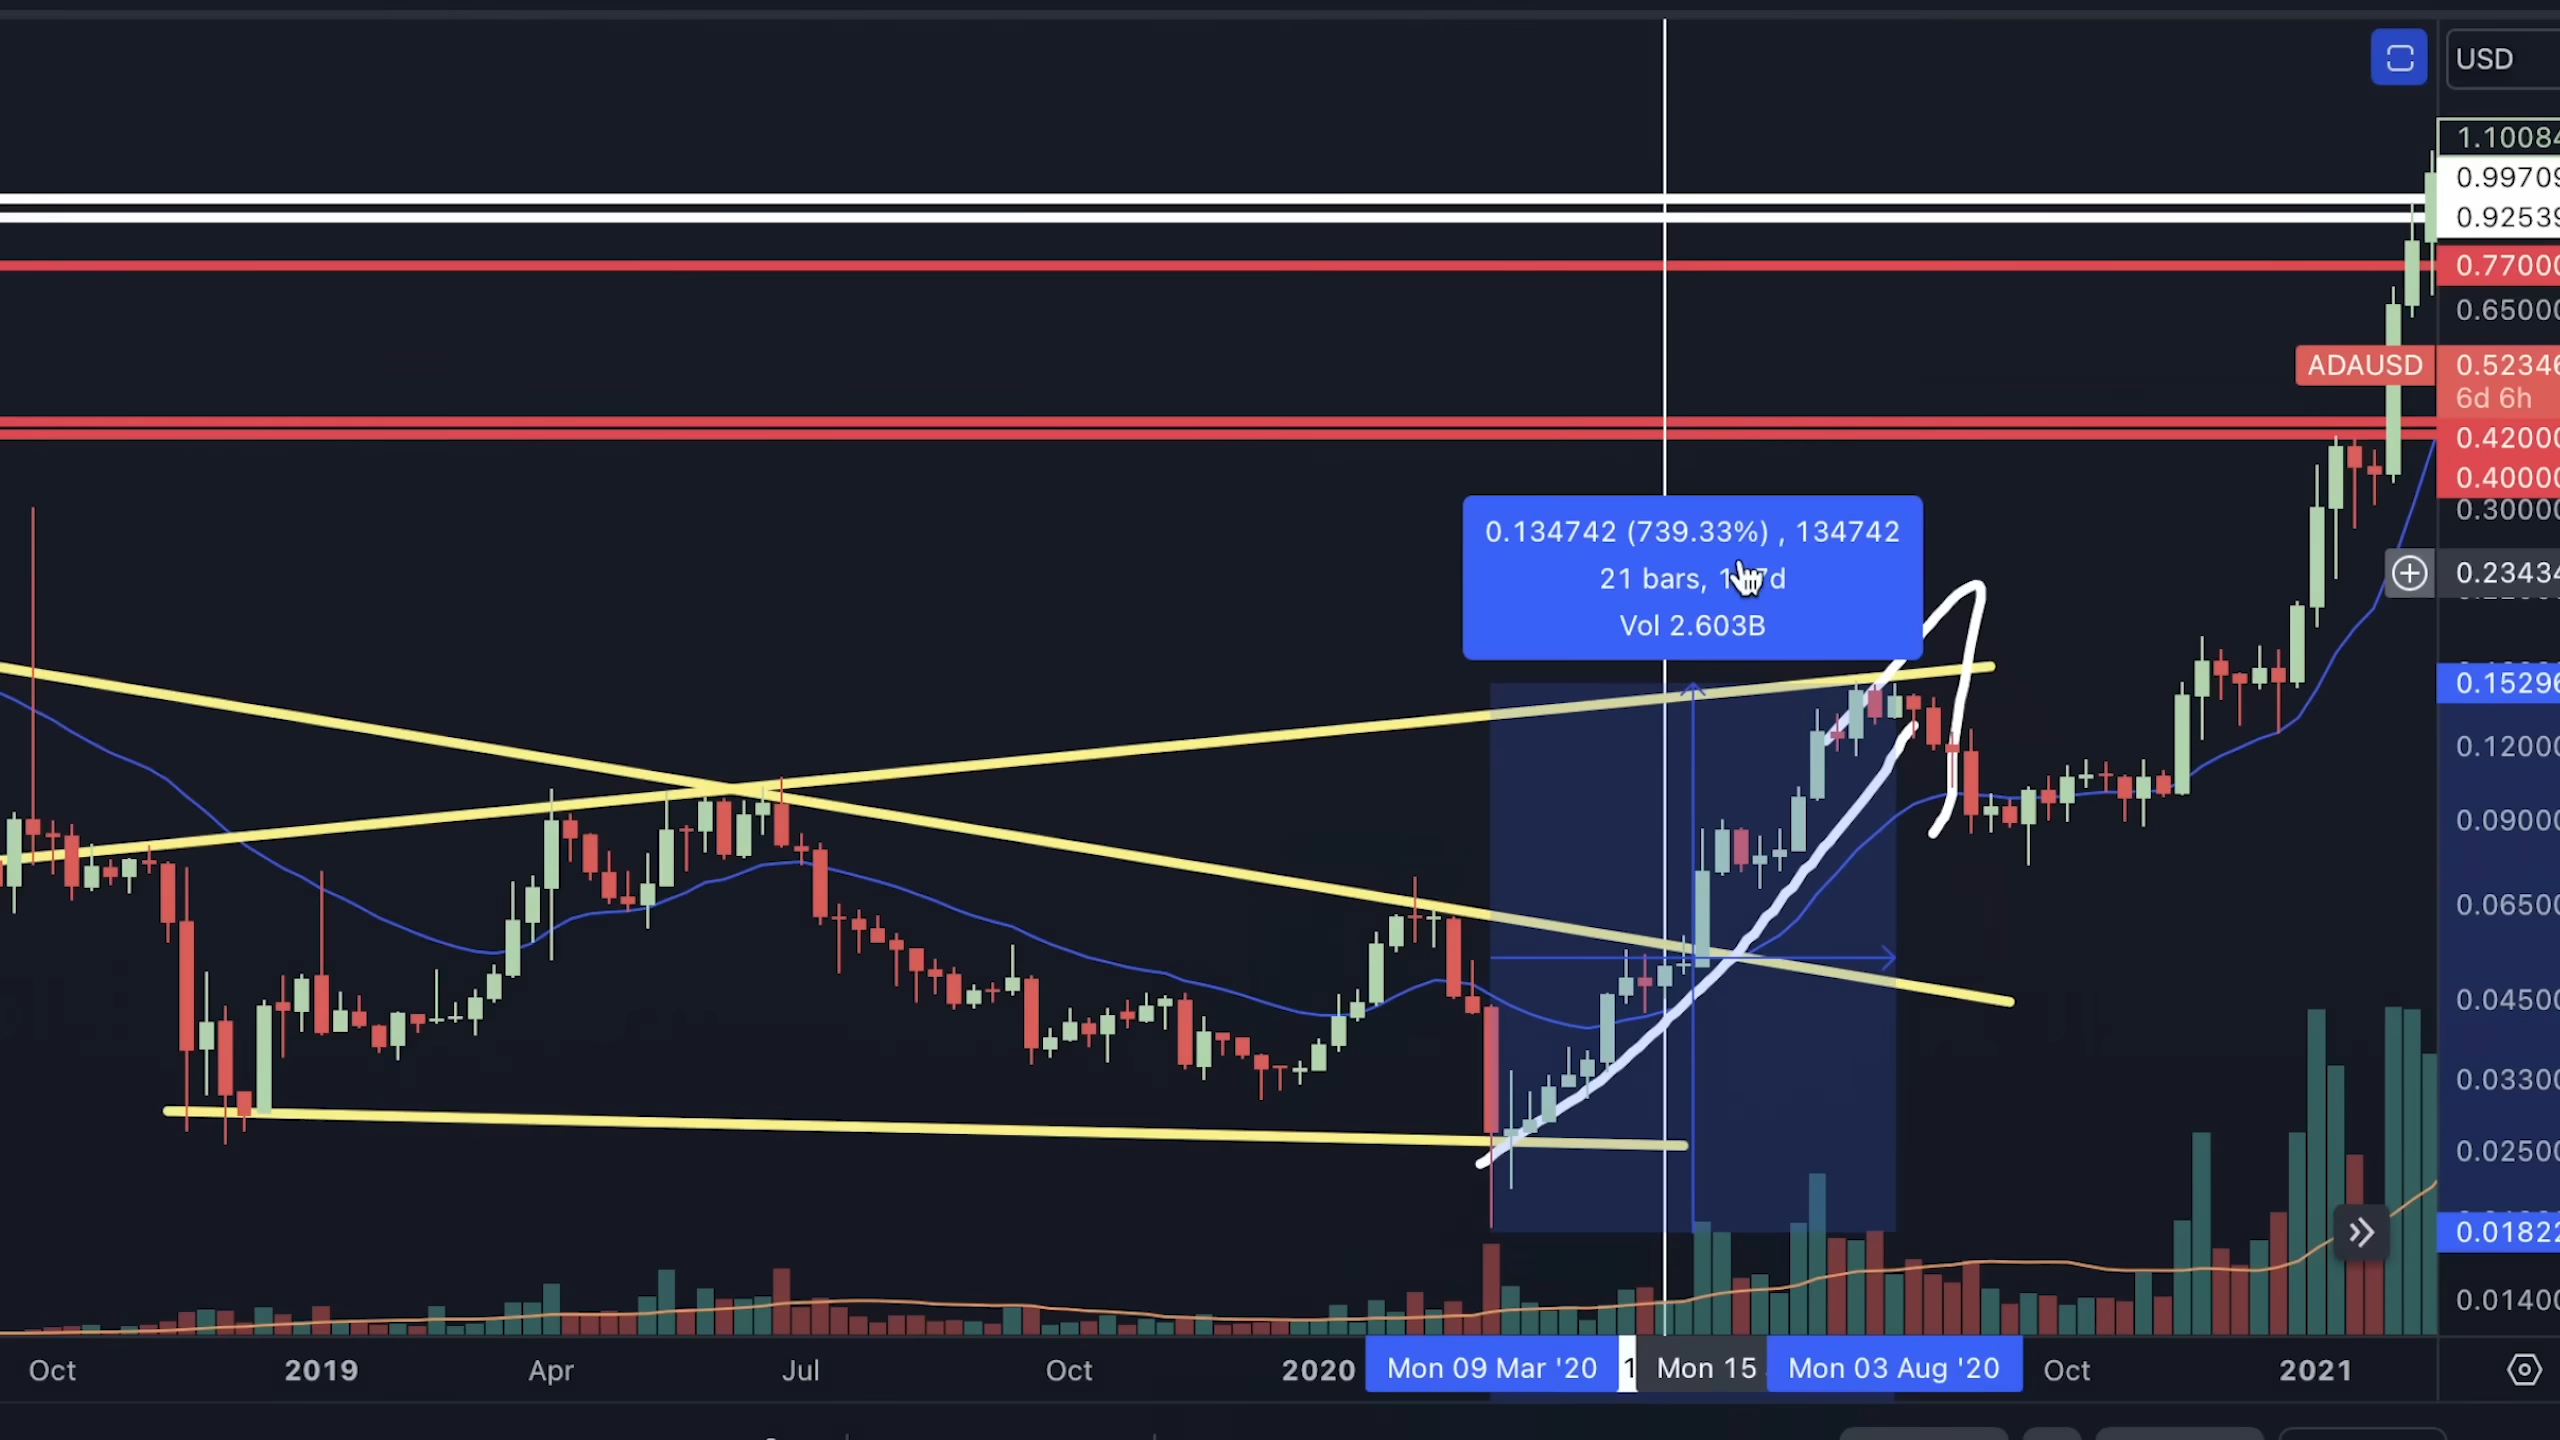 USD
1.10084
0.99709
0.92539
0.77000
0.65000
ADAUSD 0.52346
6d 6h
0.42000
0.40000
0.30000
0.134742 (739.33%) , 134742
21 bars,
Vol 2.603B
0.23434
0.15296
0.12000
0.09000
0.06500
0.04500
0.03300
0.02500
0.01822
0.01400
Oct 2019 Apr Jul Oct 2020 Mon 09 Mar '20 1 Mon 15 Mon 03 Aug '20 Oct 2021